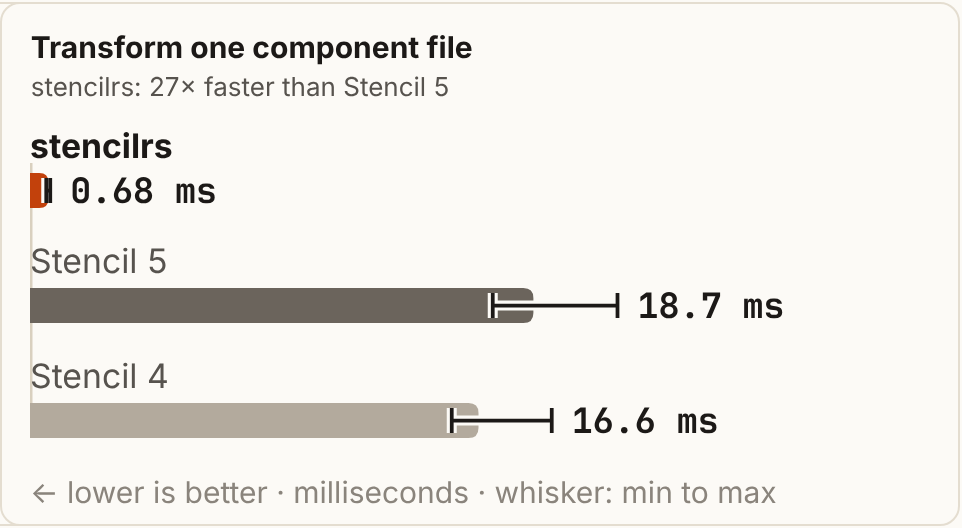 Transform one component file
stencilrs: 27× faster than Stencil 5
stencilrs
0.68 ms
Stencil 5
18.7 ms
Stencil 4
16.6 ms
← lower is better · milliseconds · whisker: min to max